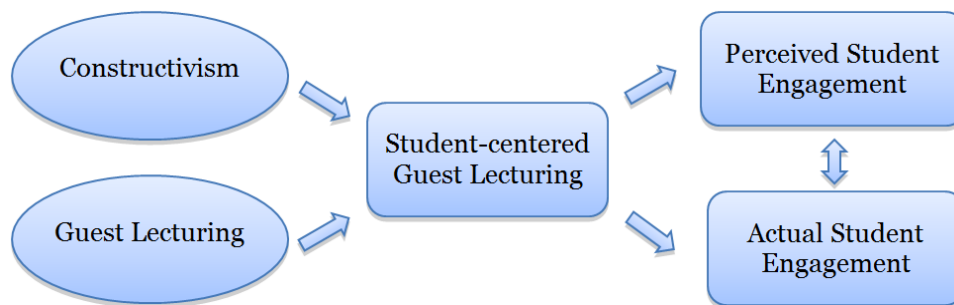 Constructivism
Guest Lecturing
Student-centered
Guest Lecturing
Perceived Student
Engagement
Actual Student
Engagement